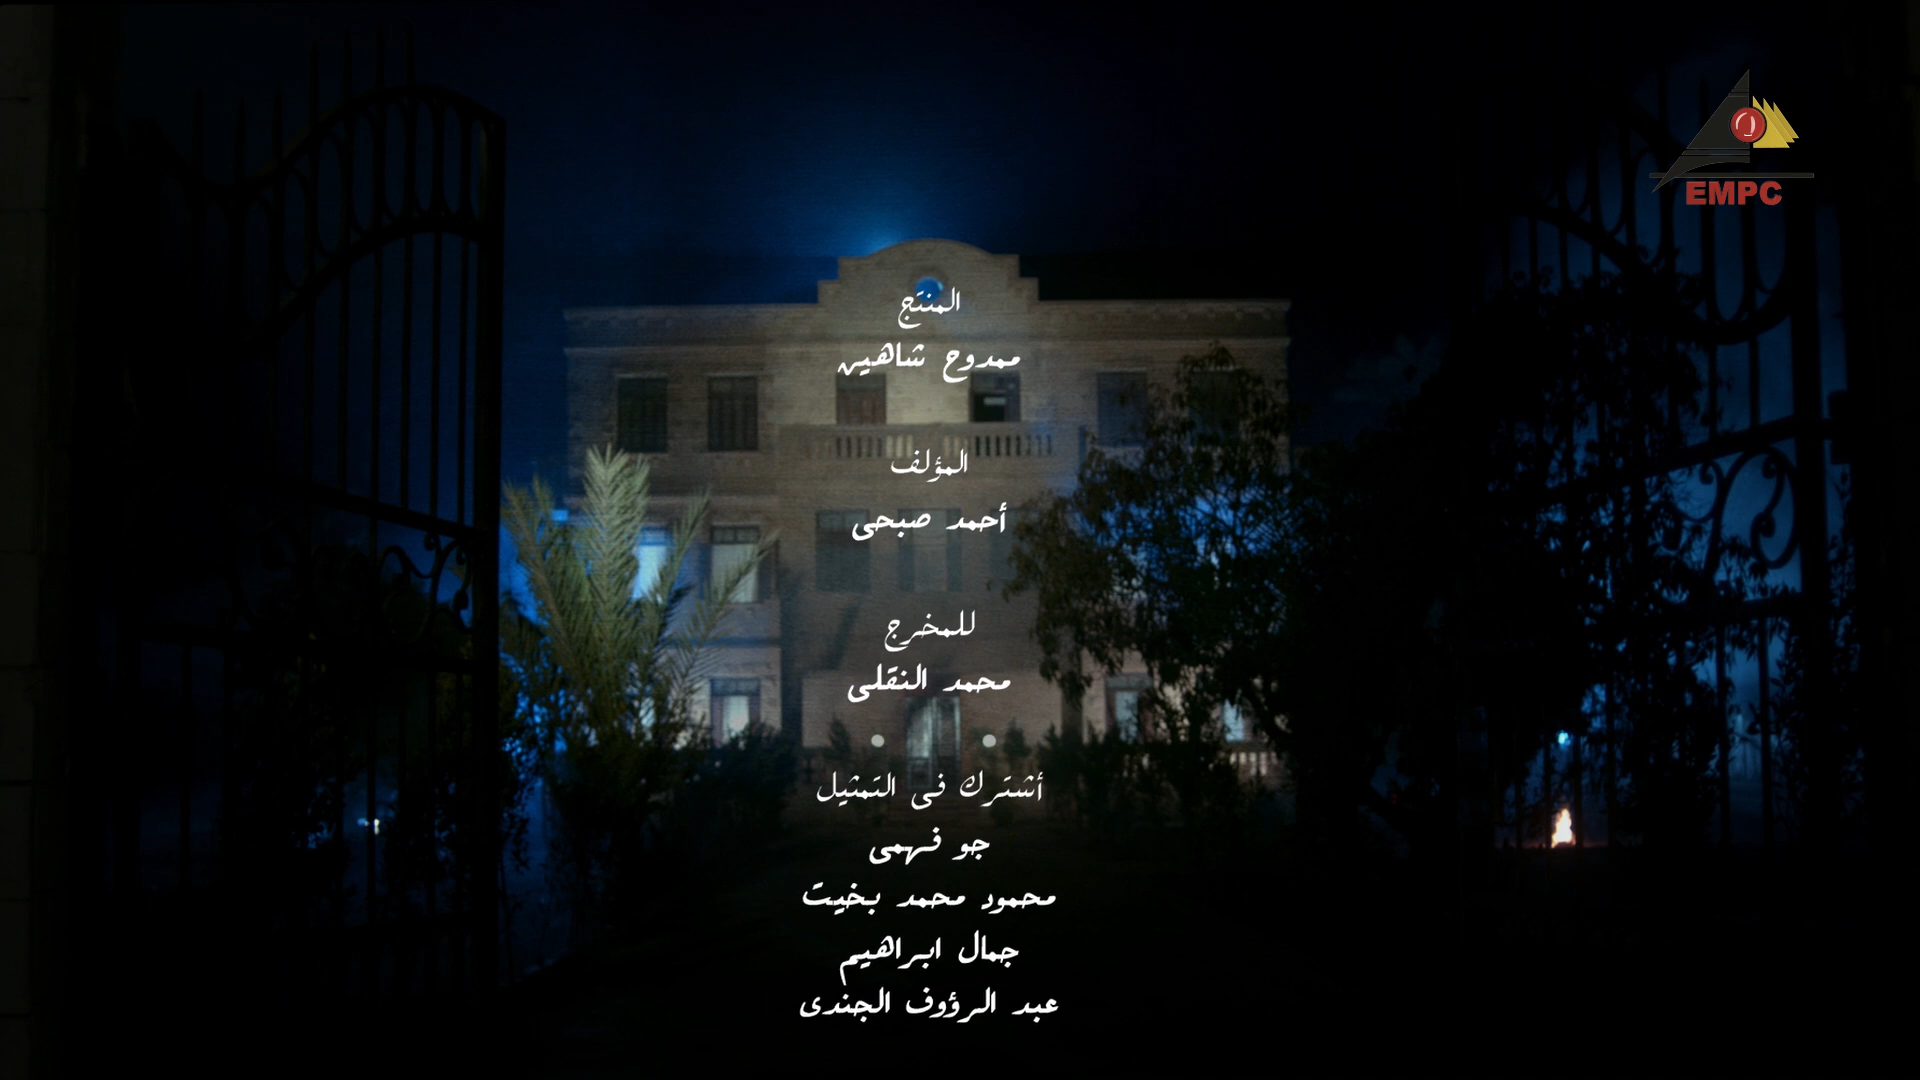 EMPC
المنتج
ممدوح شاهين
المؤلف
أحمد صبحى
للمخرج
محمد النقلى
أشترك فى التمثيل
جو فهمى
محمود محمد بخيت
جمال ابراهيم
عبد الرؤوف الجندى